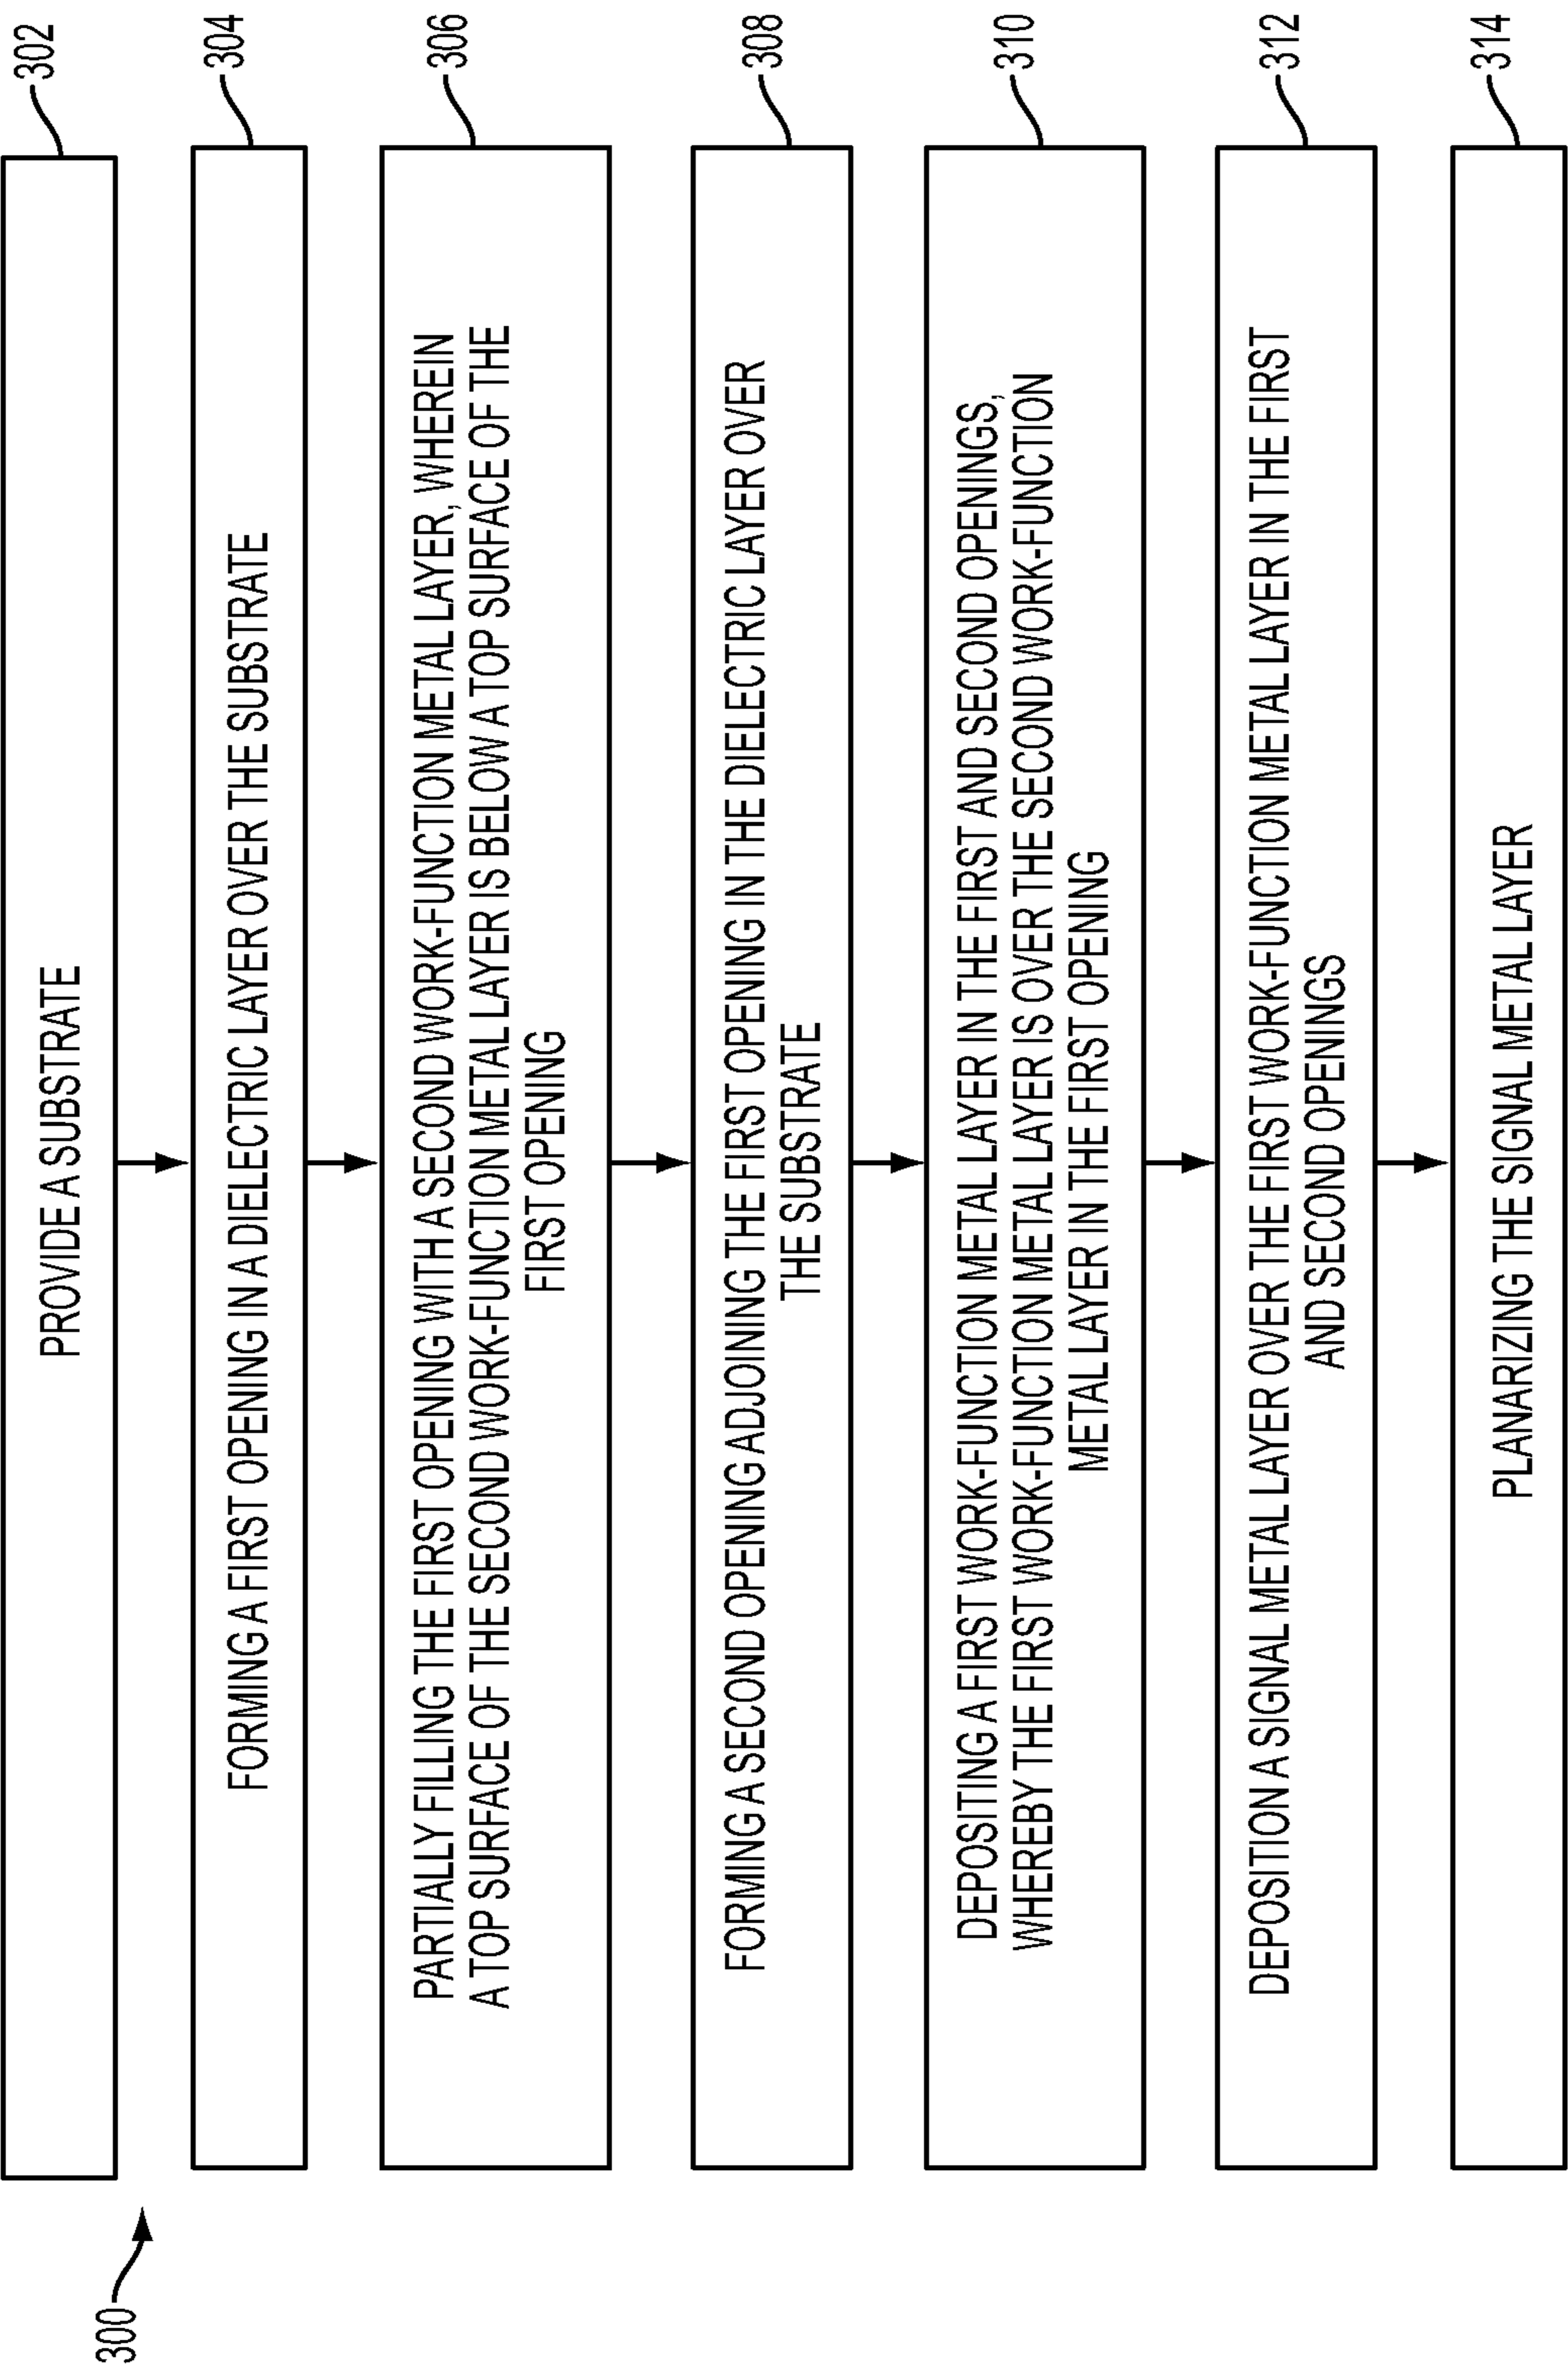 300
302
PROVIDE A SUBSTRATE
304
FORMING A FIRST OPENING IN A DIELECTRIC LAYER OVER THE SUBSTRATE
306
PARTIALLY FILLING THE FIRST OPENING WITH A SECOND WORK-FUNCTION METAL LAYER, WHEREIN
A TOP SURFACE OF THE SECOND WORK-FUNCTION METAL LAYER IS BELOW A TOP SURFACE OF THE
FIRST OPENING
308
FORMING A SECOND OPENING ADJOINING THE FIRST OPENING IN THE DIELECTRIC LAYER OVER
THE SUBSTRATE
310
DEPOSITING A FIRST WORK-FUNCTION METAL LAYER IN THE FIRST AND SECOND OPENINGS,
WHEREBY THE FIRST WORK-FUNCTION METAL LAYER IS OVER THE SECOND WORK-FUNCTION
METAL LAYER IN THE FIRST OPENING
312
DEPOSITION A SIGNAL METAL LAYER OVER THE FIRST WORK-FUNCTION METAL LAYER IN THE FIRST
AND SECOND OPENINGS
314
PLANARIZING THE SIGNAL METAL LAYER